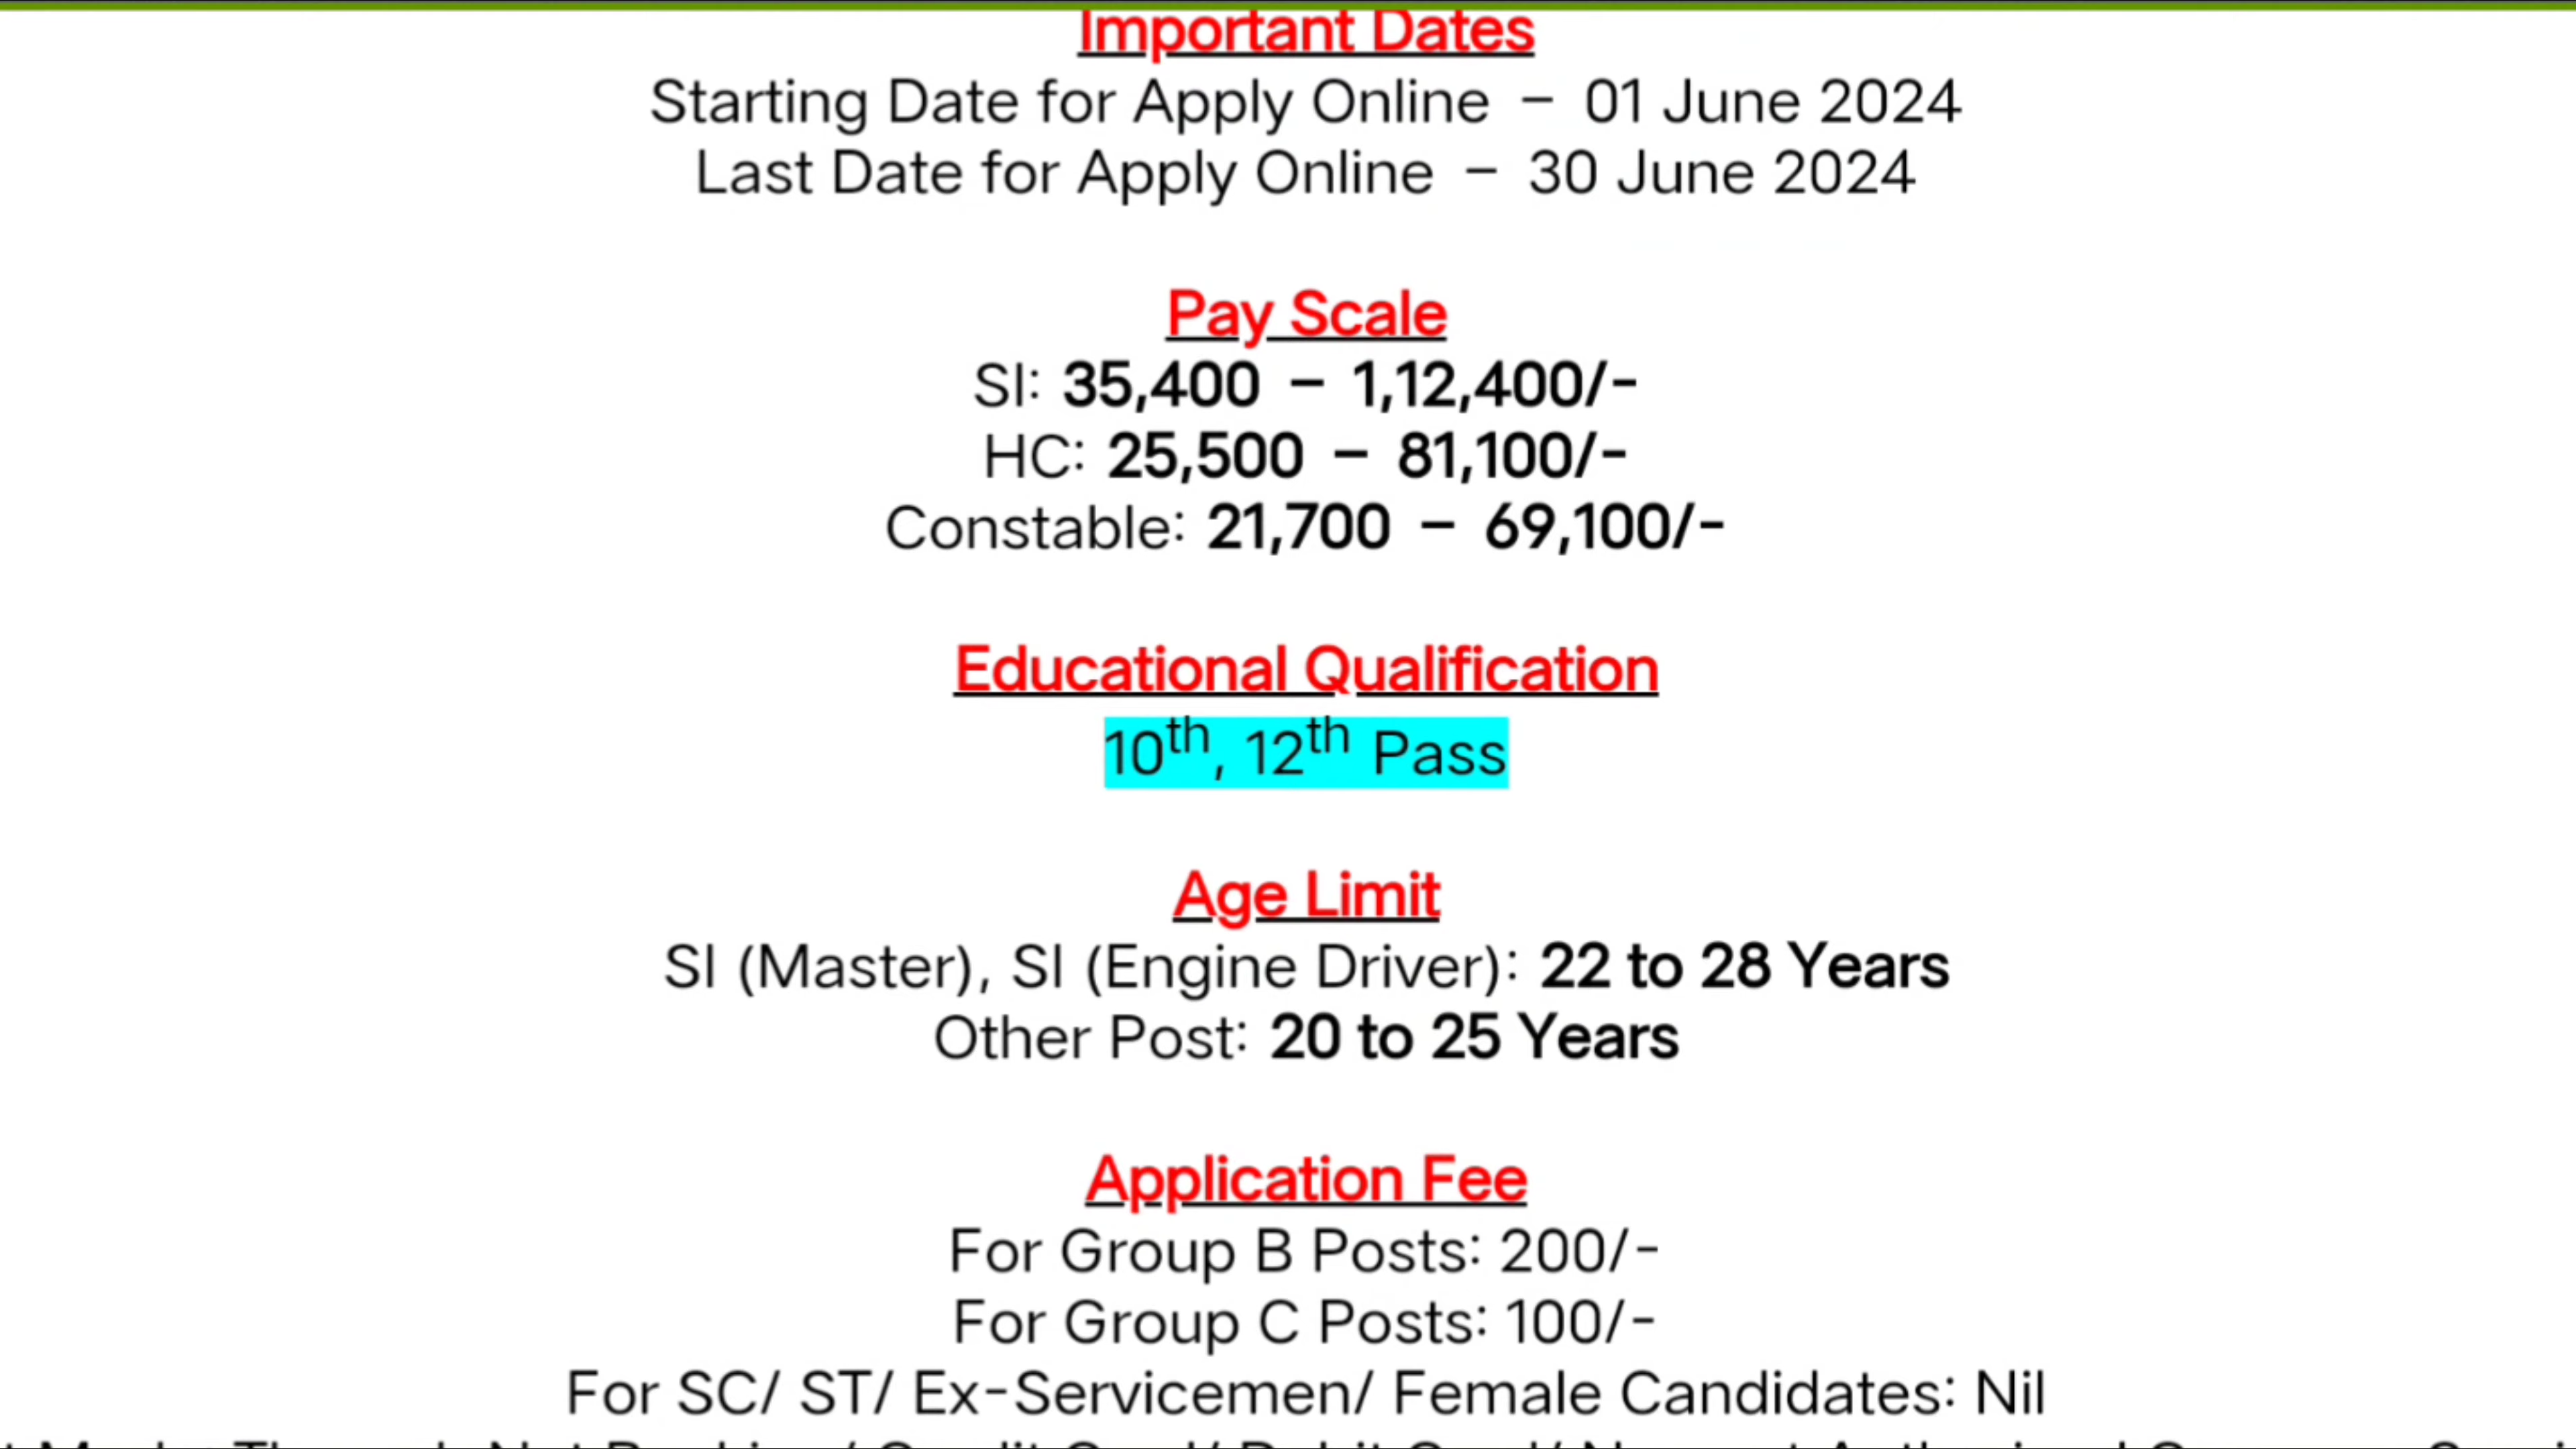 Important Dates
Starting Date for Apply Online – 01 June 2024
Last Date for Apply Online – 30 June 2024
Pay Scale
SI: 35,400 – 1,12,400/-
HC: 25,500 – 81,100/-
Constable: 21,700 – 69,100/-
Educational Qualification
10th, 12th Pass
Age Limit
SI (Master), SI (Engine Driver): 22 to 28 Years
Other Post: 20 to 25 Years
Application Fee
For Group B Posts: 200/-
For Group C Posts: 100/-
For SC/ ST/ Ex-Servicemen/ Female Candidates: Nil